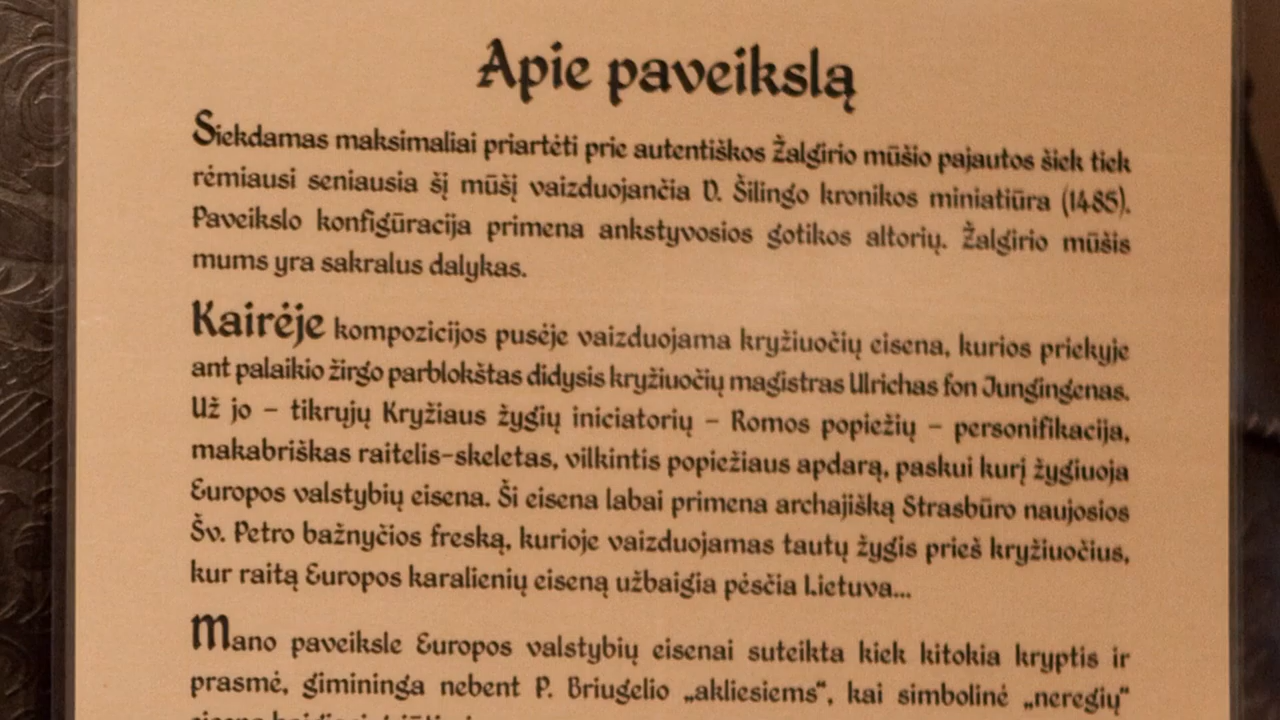 Apie paveikslą
Siekdamas maksimaliai priartėti prie autentiškos Žalgirio mūšio pajautos šiek tiek
rėmiausi seniausia šį mūšį vaizduojančia D. Šilingo kronikos miniatiūra (1485).
Paveikslo konfigūracija primena ankstyvosios gotikos altorių. Žalgirio mūšis
mums yra sakralus dalykas.
Kairėje kompozicijos pusėje vaizduojama kryžiuočių eisena, kurios priekyje
ant palaikio žirgo parblokštas didysis kryžiuočių magistras Ulrichas fon Jungingenas.
Už jo – tikrųjų Kryžiaus žygių iniciatorių – Romos popiežių – personifikacija,
makabriškas raitelis-skeletas, vilkintis popiežiaus apdarą, paskui kurį žygiuoja
Europos valstybių eisena. Ši eisena labai primena archajišką Strasbūro naujosios
Šv. Petro bažnyčios freską, kurioje vaizduojamas tautų žygis prieš kryžiuočius,
kur raitą Europos karalienių eiseną užbaigia pėsčia Lietuva...
Mano paveiksle Europos valstybių eisenai suteikta kiek kitokia kryptis ir
prasmė, gimininga nebent P. Briugelio „akliesiems“, kai simbolinė „neregių“